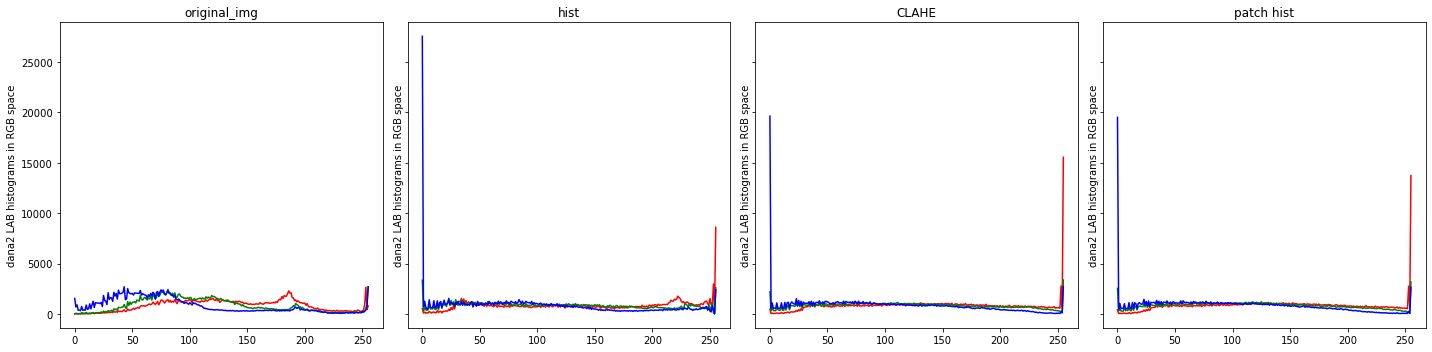 original_img
hist
CLAHE
patch hist
dana2 LAB histograms in RGB space
dana2 LAB histograms in RGB space
dana2 LAB histograms in RGB space
dana2 LAB histograms in RGB space
25000
20000
15000
10000
5000
0
0 50 100 150 200 250
0 50 100 150 200 250
0 50 100 150 200 250
0 50 100 150 200 250